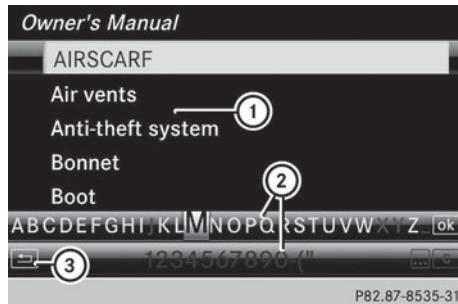 Owner's Manual
AIRSCARF
Air vents
Anti-theft system
1
Bonnet
2
Boot
ABCDEFGHIJKLMNOPQRSTUVWXYZ_ ok
3
1234567890-(" ... C
P82.87-8535-31